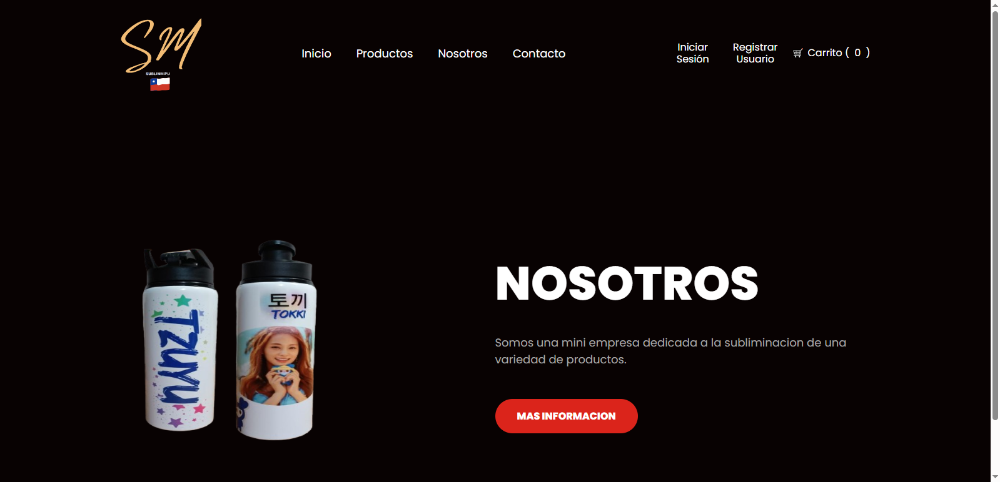 SM
SUBLIMAIPU
Inicio
Productos
Nosotros
Contacto
Iniciar
Sesión
Registrar
Usuario
Carrito ( 0 )
TZUYU
토끼
TOKKI
NOSOTROS
Somos una mini empresa dedicada a la subliminacion de una
variedad de productos.
MAS INFORMACION